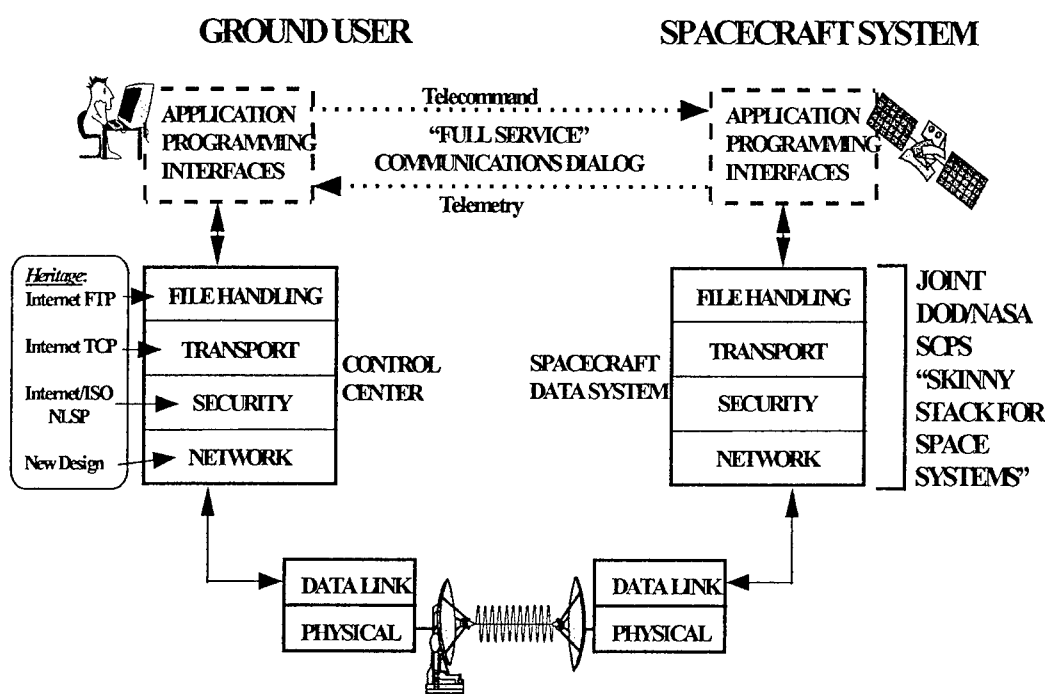 GROUND USER
SPACECRAFT SYSTEM
APPLICATION
PROGRAMMING
INTERFACES
Telecommand
"FULL SERVICE"
COMMUNICATIONS DIALOG
Telemetry
APPLICATION
PROGRAMMING
INTERFACES
Heritage:
Internet FTP
Internet TCP
Internet/ISO
NLSP
New Design
FILE HANDLING
TRANSPORT
SECURITY
NETWORK
CONTROL
CENTER
SPACECRAFT
DATA SYSTEM
FILE HANDLING
TRANSPORT
SECURITY
NETWORK
JOINT
DOD/NASA
SCPS
"SKINNY
STACK FOR
SPACE
SYSTEMS"
DATA LINK
PHYSICAL
DATA LINK
PHYSICAL